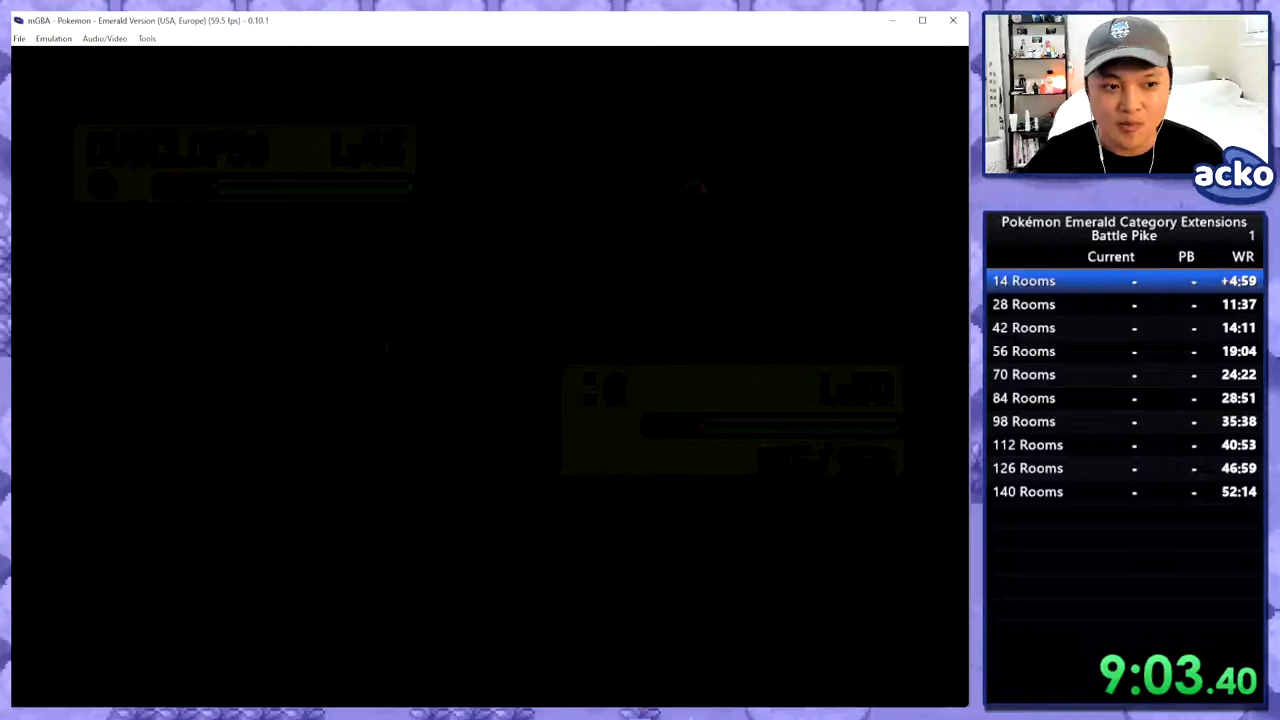 mGBA - Pokemon - Emerald Version (USA, Europe) (59.5 fps) - 0.10.1
File Emulation Audio/Video Tools
DUSCLOPS♂ Lv45
Lv50
acko
Pokémon Emerald Category Extensions
Battle Pike 1
Current PB WR
14 Rooms - - +4:59
28 Rooms - - 11:37
42 Rooms - - 14:11
56 Rooms - - 19:04
70 Rooms - - 24:22
84 Rooms - - 28:51
98 Rooms - - 35:38
112 Rooms - - 40:53
126 Rooms - - 46:59
140 Rooms - - 52:14
9:03.40